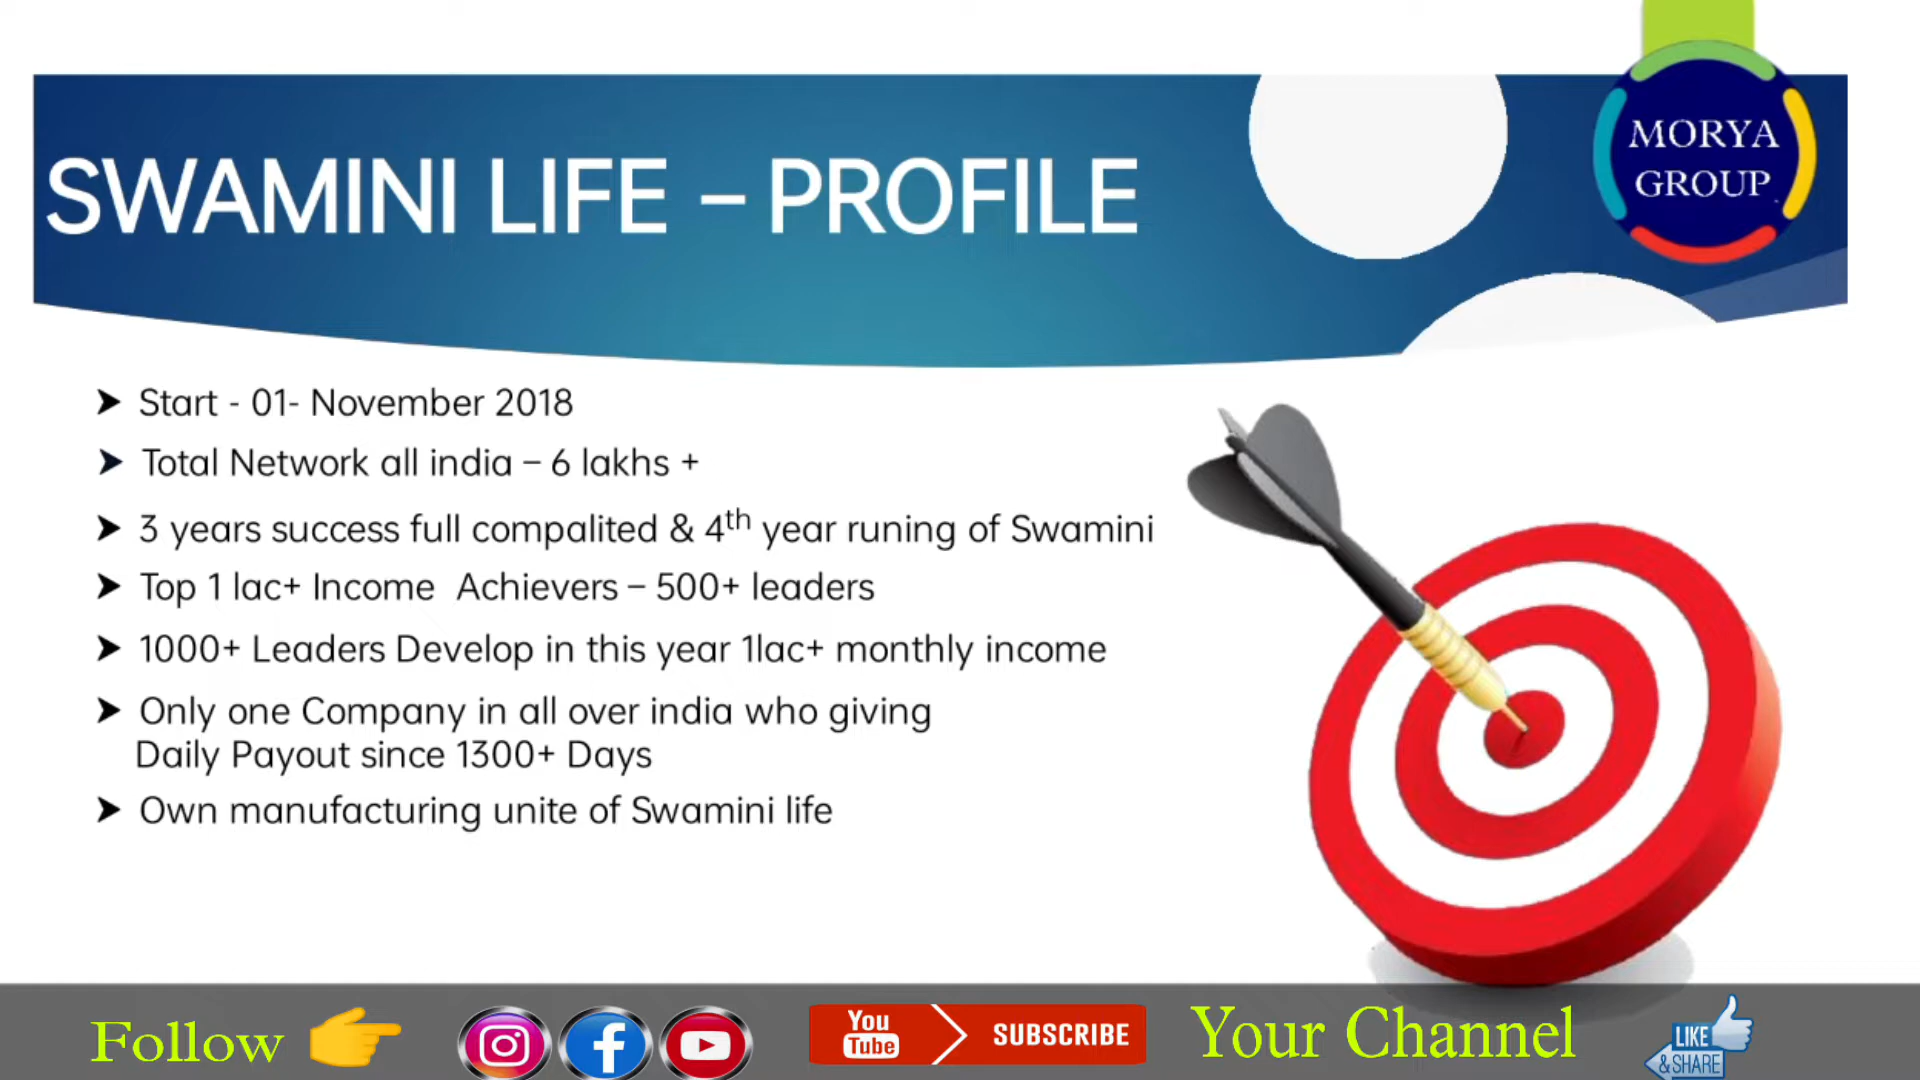 MORYA
GROUP
SWAMINI LIFE – PROFILE
➤ Start - 01- November 2018
➤ Total Network all india – 6 lakhs +
➤ 3 years success full compalited & 4th year runing of Swamini
➤ Top 1 lac+ Income Achievers – 500+ leaders
➤ 1000+ Leaders Develop in this year 1lac+ monthly income
➤ Only one Company in all over india who giving
Daily Payout since 1300+ Days
➤ Own manufacturing unite of Swamini life
Follow
You
Tube
SUBSCRIBE
Your Channel
LIKE
& SHARE